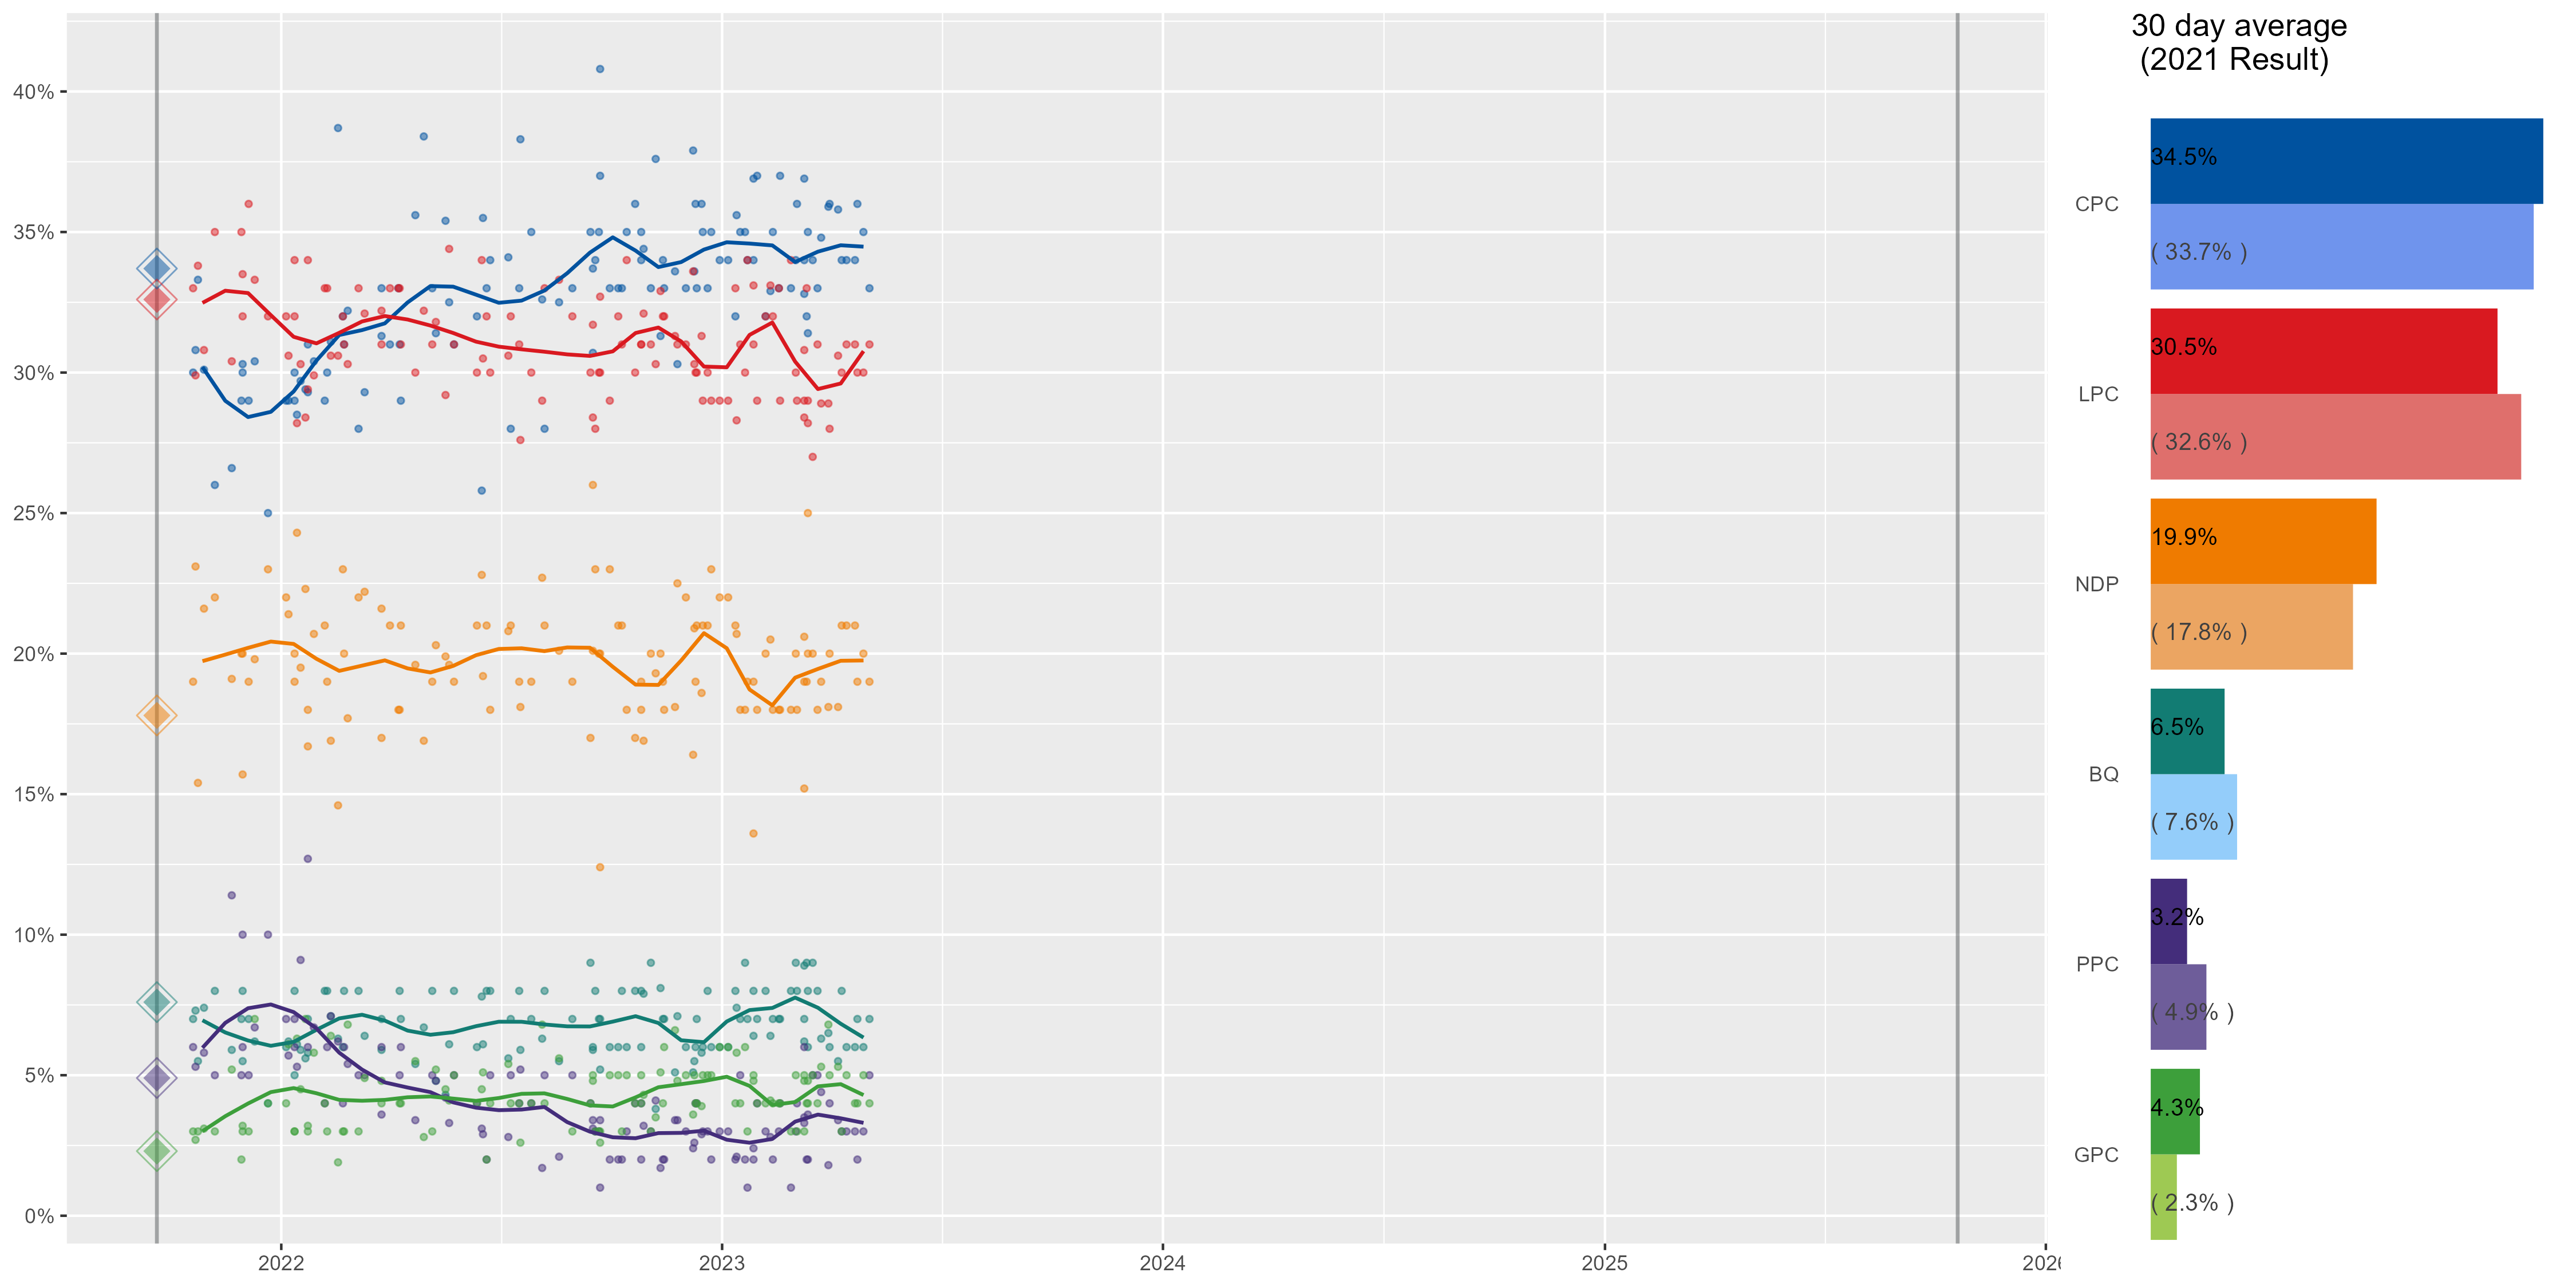 40%
35%
30%
25%
20%
15%
10%
5%
0%
2022
2023
2024
2025
202
30 day average
(2021 Result)
CPC
34.5%
( 33.7% )
LPC
30.5%
( 32.6% )
NDP
19.9%
( 17.8% )
BQ
6.5%
( 7.6% )
PPC
3.2%
( 4.9% )
GPC
4.3%
( 2.3% )